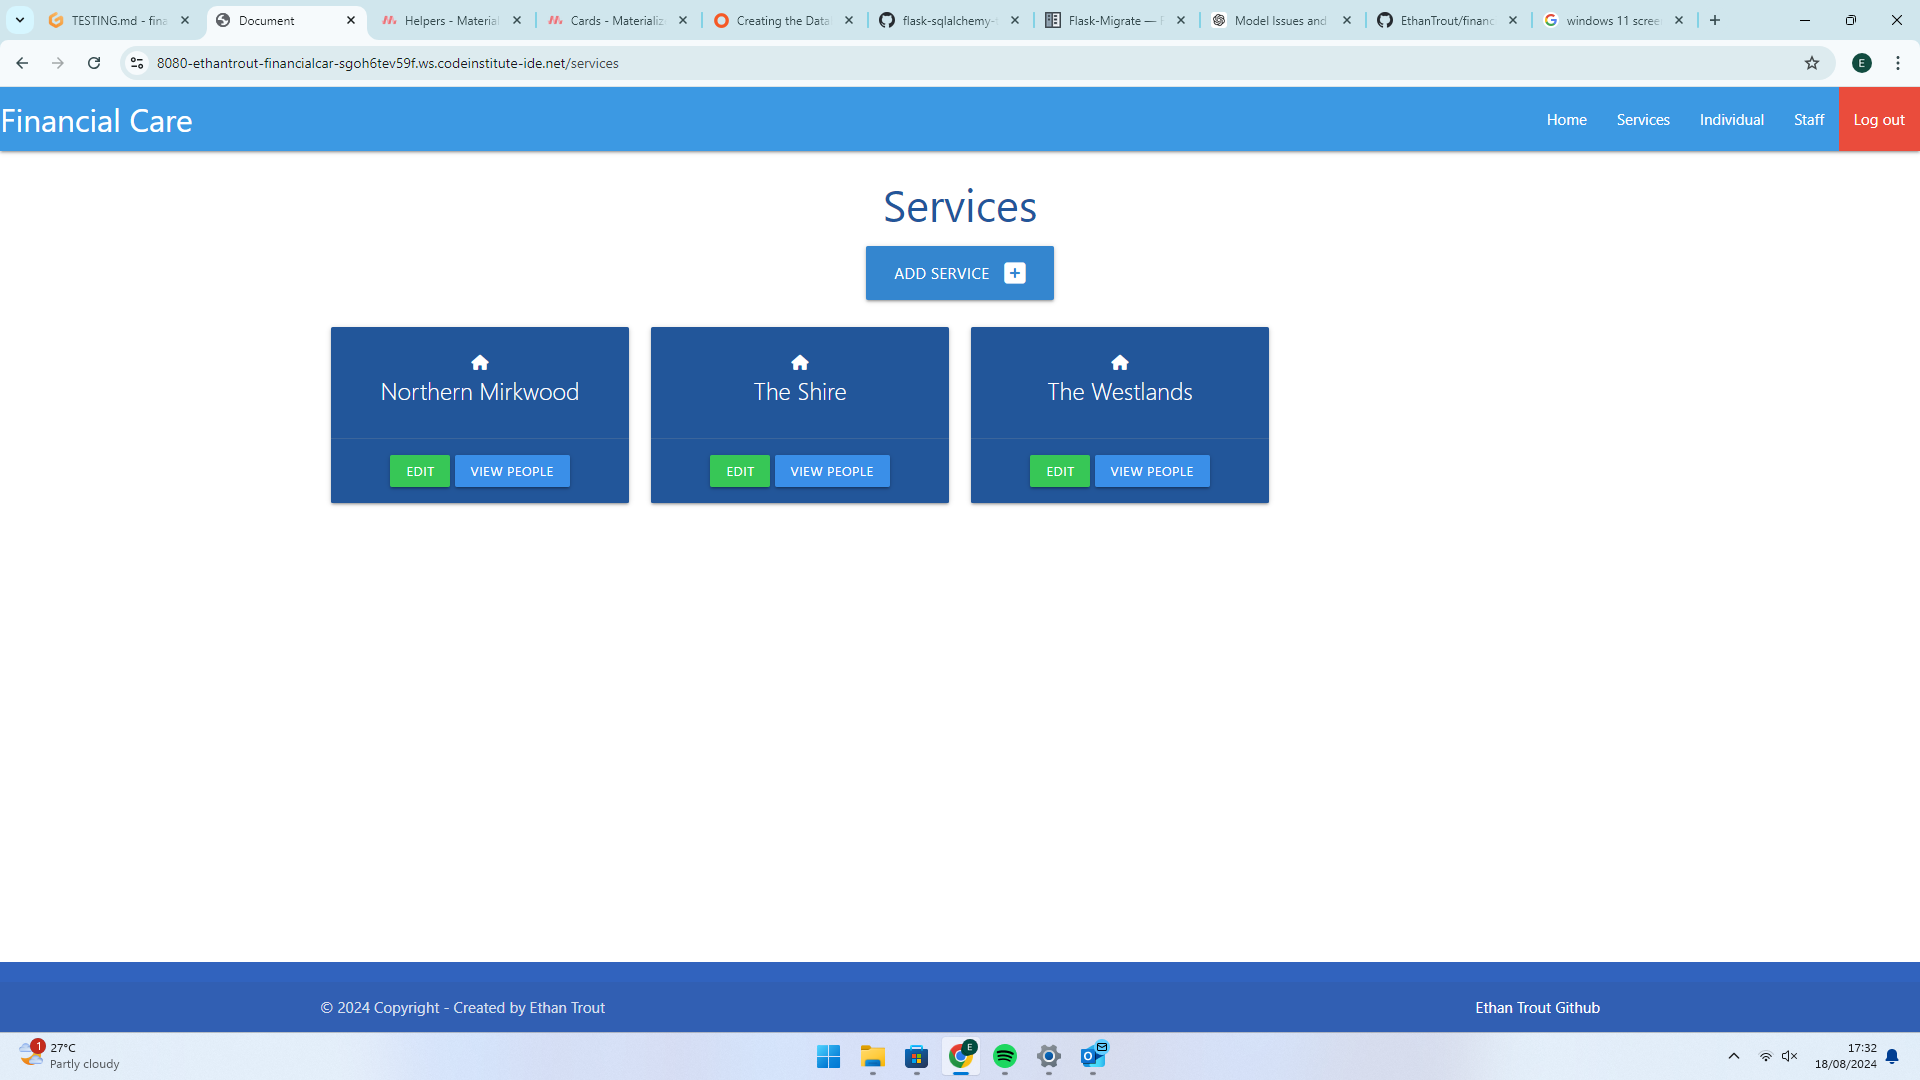 TESTING.md - fina
Document
Helpers - Material
Cards - Materializ
Creating the Data
flask-sqlalchemy-
Flask-Migrate —
Model Issues and
EthanTrout/financ
windows 11 scree
8080-ethantrout-financialcar-sgoh6tev59f.ws.codeinstitute-ide.net/services
E
Financial Care
Home
Services
Individual
Staff
Log out
Services
ADD SERVICE
Northern Mirkwood
The Shire
The Westlands
EDIT
VIEW PEOPLE
EDIT
VIEW PEOPLE
EDIT
VIEW PEOPLE
© 2024 Copyright - Created by Ethan Trout
Ethan Trout Github
1
27°C
Partly cloudy
E
17:32
18/08/2024